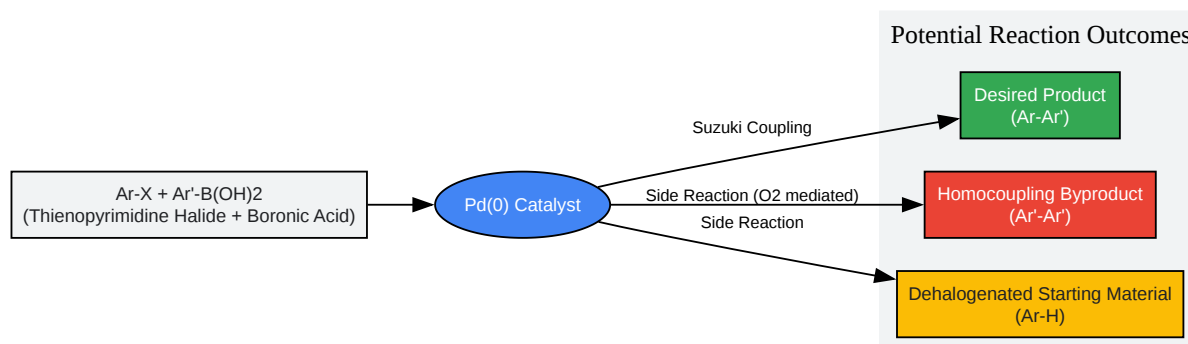 Potential Reaction Outcomes
Desired Product
(Ar-Ar')
Suzuki Coupling
Ar-X + Ar'-B(OH)2
(Thienopyrimidine Halide + Boronic Acid)
Pd(0) Catalyst
Side Reaction (O2 mediated)
Homocoupling Byproduct
(Ar'-Ar')
Side Reaction
Dehalogenated Starting Material
(Ar-H)